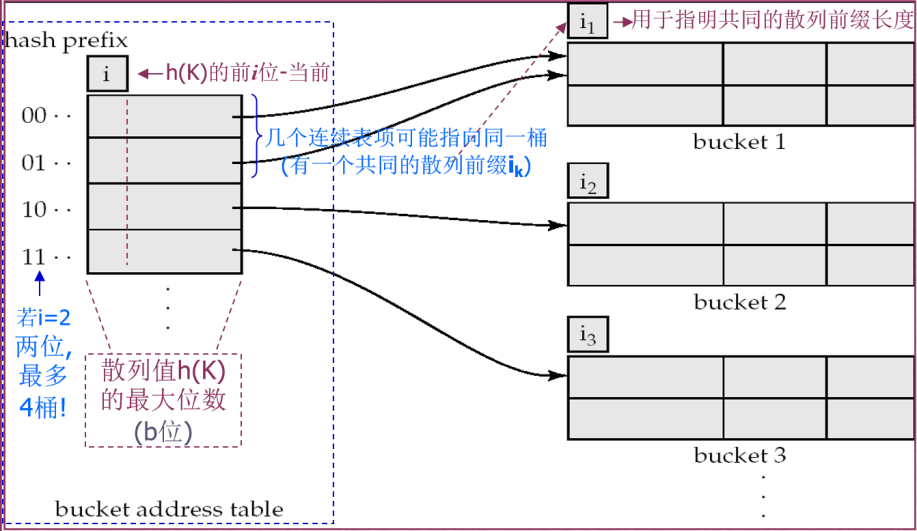 hash prefix
i
←h(K)的前i位-当前
00··
01··
10··
11··
几个连续表项可能指向同一桶
(有一个共同的散列前缀iₖ)
若i=2
两位,
最多
4桶!
散列值h(K)
的最大位数
(b位)
bucket address table
i₁
→用于指明共同的散列前缀长度
bucket 1
i₂
bucket 2
i₃
bucket 3